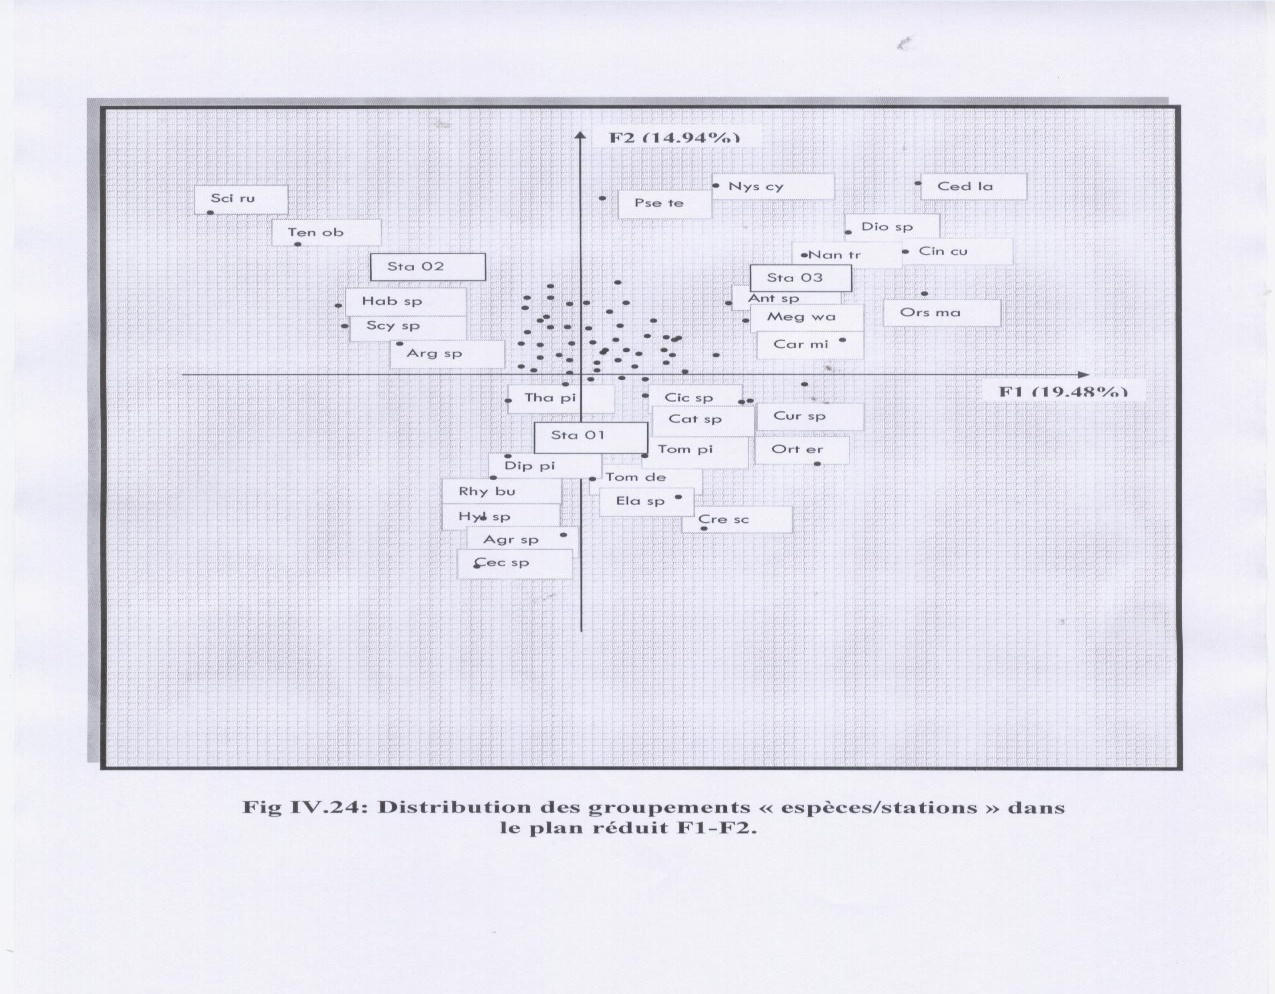 F2 (14.94%)
Nys cy
Ced la
Sci ru
Pse te
Ten ob
Dio sp
Nan tr
Cin cu
Sta 02
Sta 03
Hab sp
Ant sp
Ors ma
Meg wa
Scy sp
Car mi
Arg sp
F1 (19.48%)
Tha pi
Cic sp
Cat sp
Cur sp
Sta 01
Tom pi
Ort er
Dip pi
Tom de
Rhy bu
Ela sp
Hyl sp
Cre sc
Agr sp
Cec sp
Fig IV.24: Distribution des groupements « espèces/stations » dans
le plan réduit F1-F2.